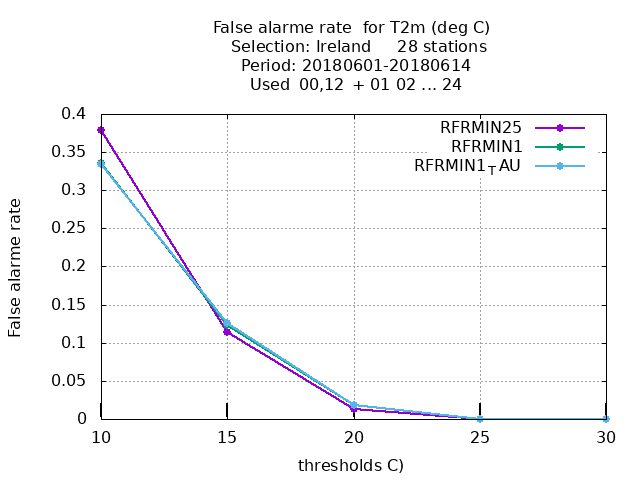 False alarme rate  for T2m (deg C)
Selection: Ireland     28 stations
Period: 20180601-20180614
Used  00,12  + 01 02 ... 24
RFRMIN25
RFRMIN1
RFRMIN1TAU
0.4
0.35
0.3
0.25
0.2
0.15
0.1
0.05
0
False alarme rate
10 15 20 25 30
thresholds C)